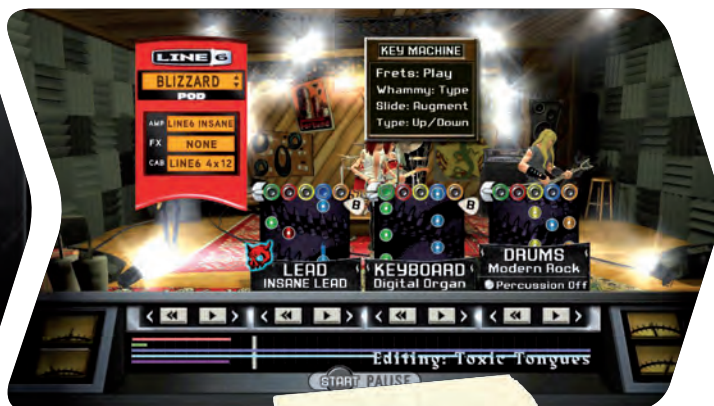 LINE 6
BLIZZARD
POD
AMP LINE6 INSANE
FX NONE
CAB LINE6 4x12
KEY MACHINE
Frets: Play
Whammy: Type
Slide: Augment
Type: Up/Down
8
8
LEAD
INSANE LEAD
KEYBOARD
Digital Organ
DRUMS
Modern Rock
Percussion Off
Editing: Toxic Tongues
START PAUSE